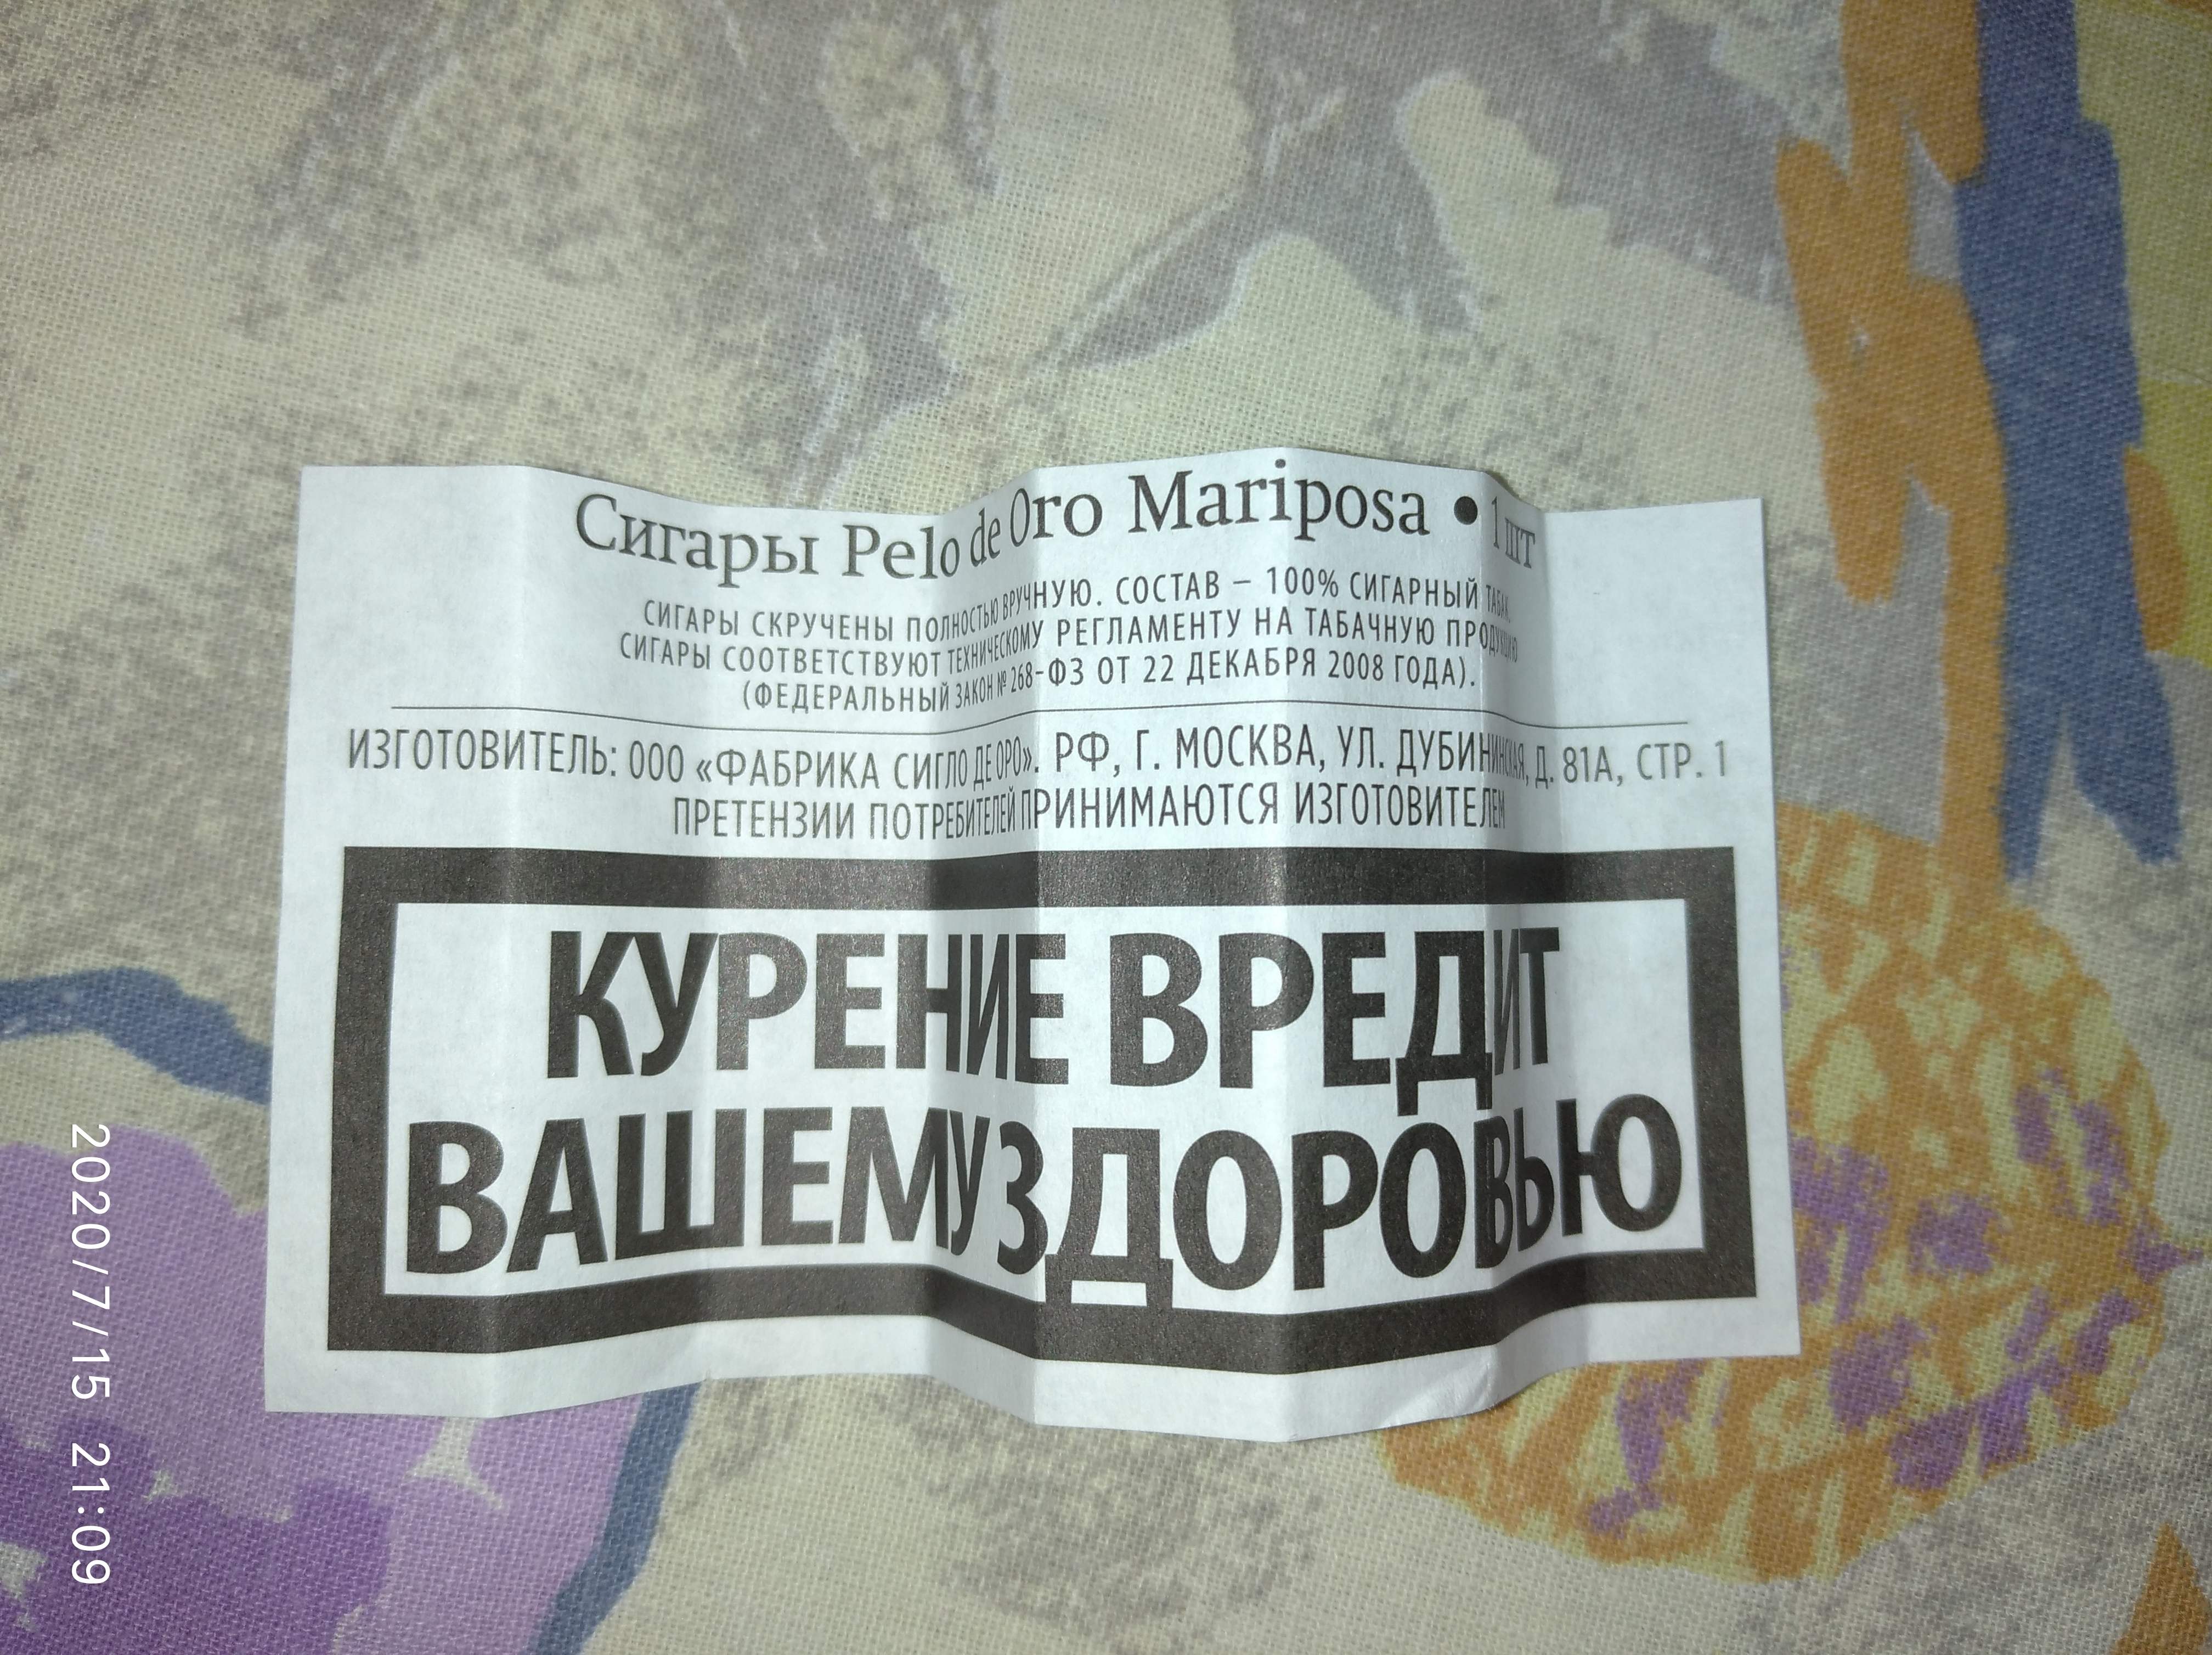 Сигары Pelo de Oro Mariposa • 1 шт
СИГАРЫ СКРУЧЕНЫ ПОЛНОСТЬЮ ВРУЧНУЮ. СОСТАВ – 100% СИГАРНЫЙ ТАБАК.
СИГАРЫ СООТВЕТСТВУЮТ ТЕХНИЧЕСКОМУ РЕГЛАМЕНТУ НА ТАБАЧНУЮ ПРОДУКЦИЮ
(ФЕДЕРАЛЬНЫЙ ЗАКОН № 268-ФЗ ОТ 22 ДЕКАБРЯ 2008 ГОДА).
ИЗГОТОВИТЕЛЬ: ООО «ФАБРИКА СИГЛО ДЕ ОРО». РФ, Г. МОСКВА, УЛ. ДУБИНИНСКАЯ, Д. 81А, СТР. 1
ПРЕТЕНЗИИ ПОТРЕБИТЕЛЕЙ ПРИНИМАЮТСЯ ИЗГОТОВИТЕЛЕМ
КУРЕНИЕ ВРЕДИТ
ВАШЕМУ ЗДОРОВЬЮ
2020/7/15 21:09